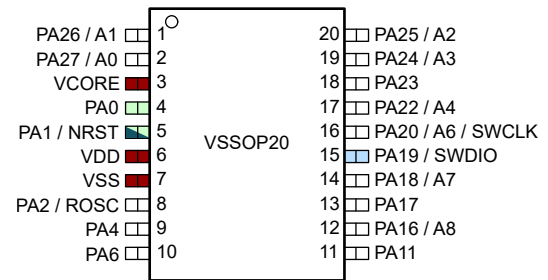 PA26 / A1 1 20 PA25 / A2
PA27 / A0 2 19 PA24 / A3
VCORE 3 18 PA23
PA0 4 17 PA22 / A4
PA1 / NRST 5 VSSOP20 16 PA20 / A6 / SWCLK
VDD 6 15 PA19 / SWDIO
VSS 7 14 PA18 / A7
PA2 / ROSC 8 13 PA17
PA4 9 12 PA16 / A8
PA6 10 11 PA11